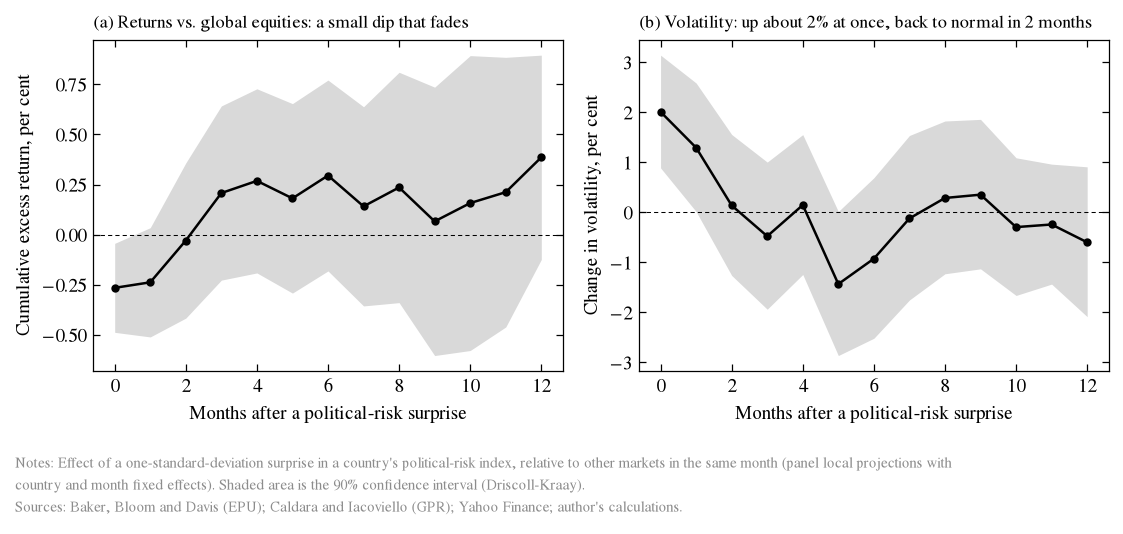 (a) Returns vs. global equities: a small dip that fades
Cumulative excess return, per cent
0.75
0.50
0.25
0.00
−0.25
−0.50
0 2 4 6 8 10 12
Months after a political-risk surprise
(b) Volatility: up about 2% at once, back to normal in 2 months
Change in volatility, per cent
3
2
1
0
−1
−2
−3
0 2 4 6 8 10 12
Months after a political-risk surprise
Notes: Effect of a one-standard-deviation surprise in a country's political-risk index, relative to other markets in the same month (panel local projections with
country and month fixed effects). Shaded area is the 90% confidence interval (Driscoll-Kraay).
Sources: Baker, Bloom and Davis (EPU); Caldara and Iacoviello (GPR); Yahoo Finance; author's calculations.